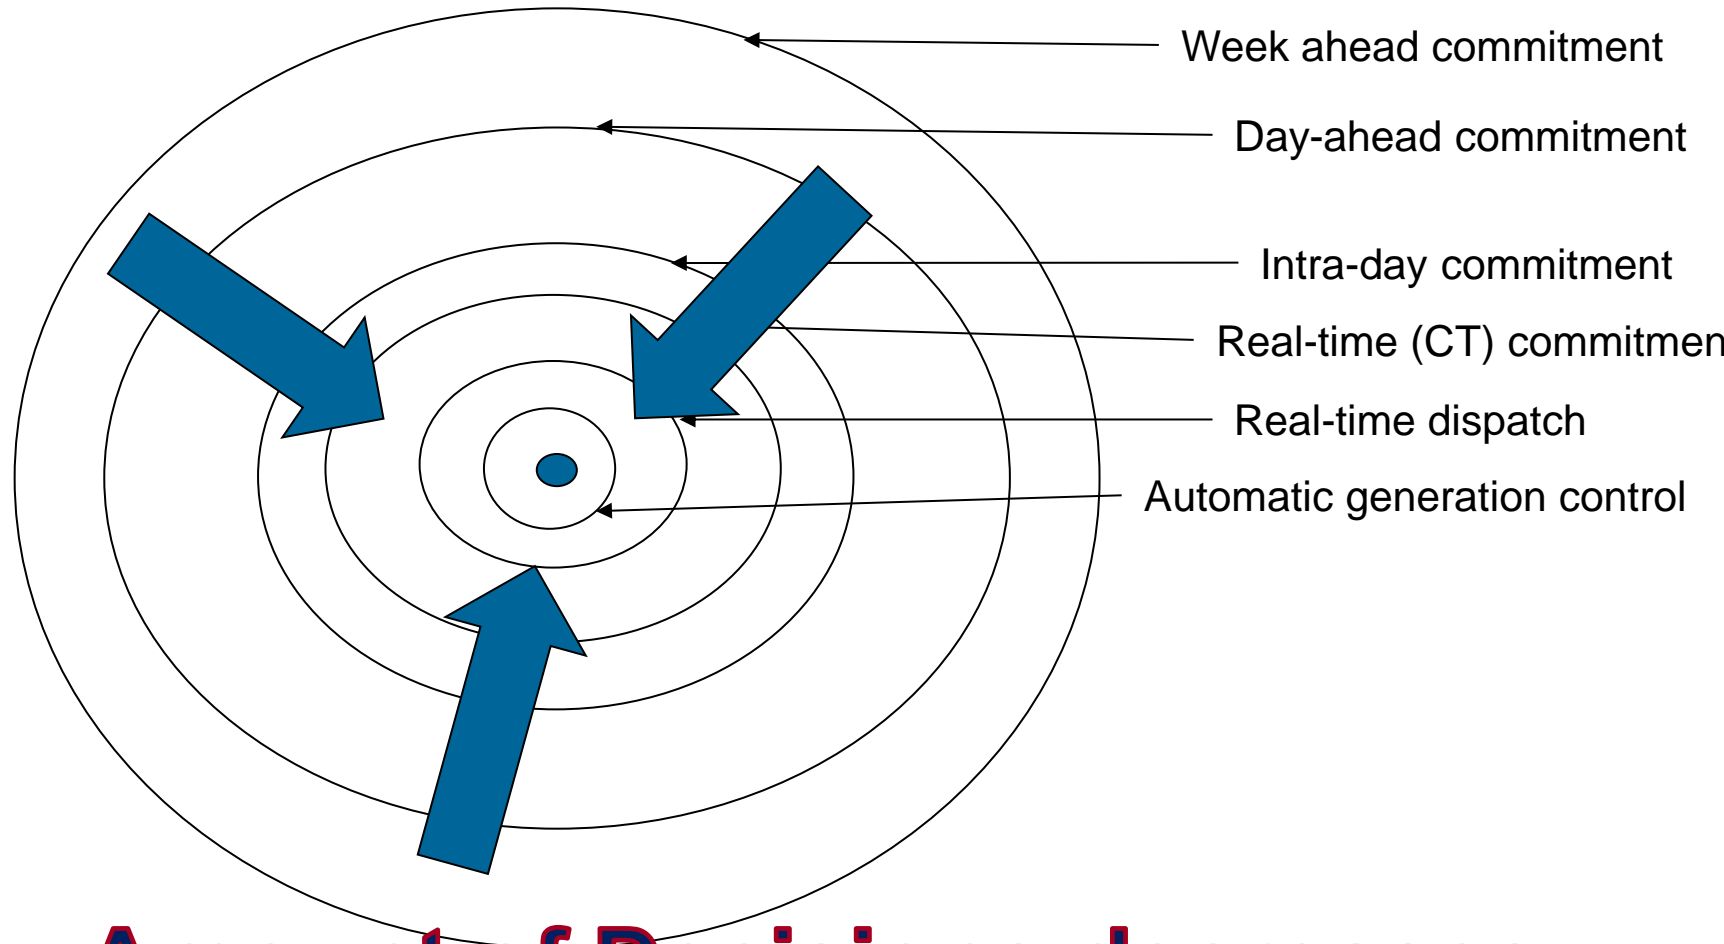 Week ahead commitment
Day-ahead commitment
Intra-day commitment
Real-time (CT) commitmen
Real-time dispatch
Automatic generation control